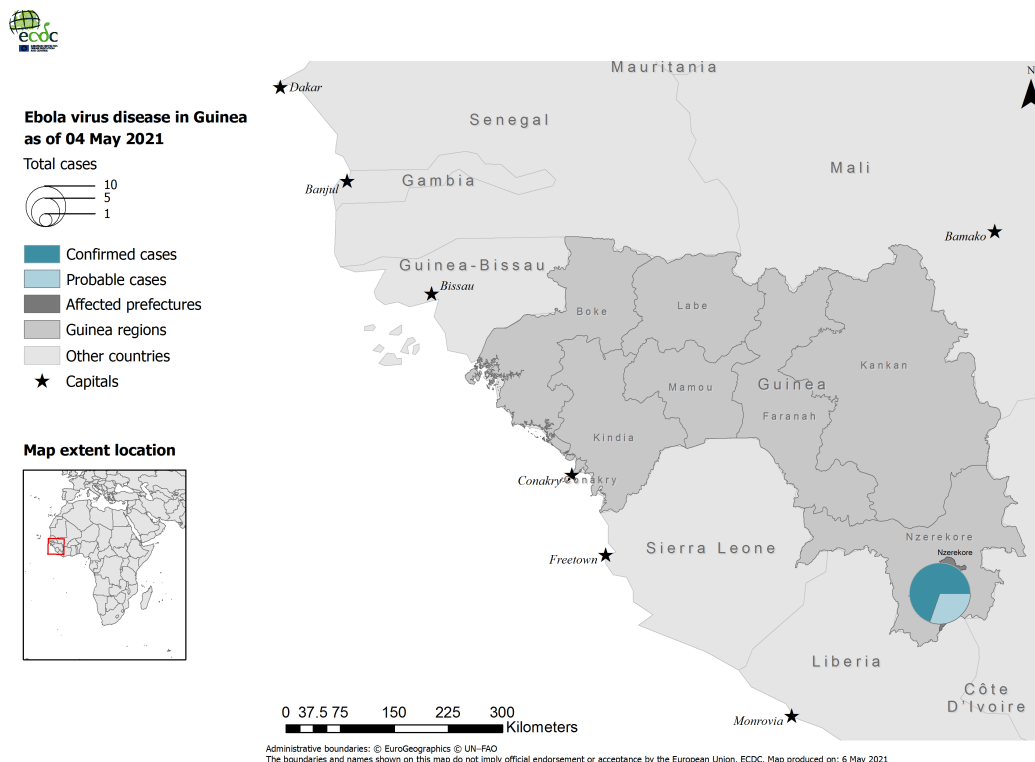 ecdc
Ebola virus disease in Guinea
as of 04 May 2021
Total cases
10
5
1
Confirmed cases
Probable cases
Affected prefectures
Guinea regions
Other countries
Capitals
Map extent location
N
Mauritania
Dakar
Senegal
Mali
Banjul
Gambia
Bamako
Guinea-Bissau
Bissau
Boke
Labe
Kankan
Mamou
Guinea
Faranah
Kindia
Conakry
Conakry
Nzerekore
Nzerekore
Sierra Leone
Freetown
Liberia
Côte
D'Ivoire
Monrovia
0 37.5 75 150 225 300
Kilometers
Administrative boundaries: © EuroGeographics © UN–FAO
The boundaries and names shown on this map do not imply official endorsement or acceptance by the European Union. ECDC. Map produced on: 6 May 2021